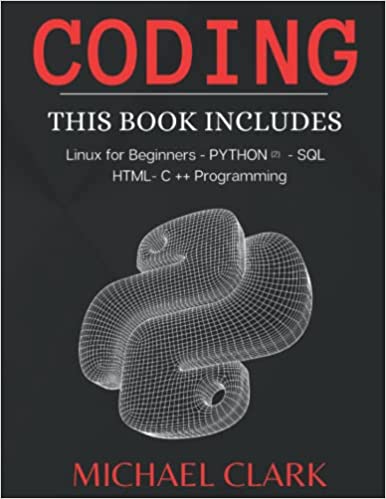 CODING
THIS BOOK INCLUDES
Linux for Beginners - PYTHON (2) - SQL
HTML- C ++ Programming
MICHAEL CLARK